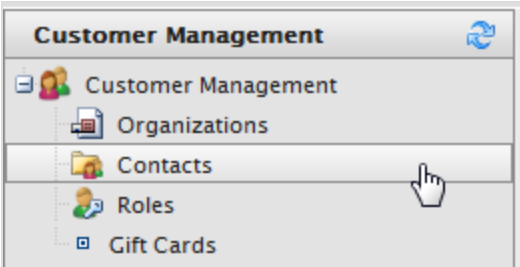 Customer Management
Customer Management
Organizations
Contacts
Roles
Gift Cards